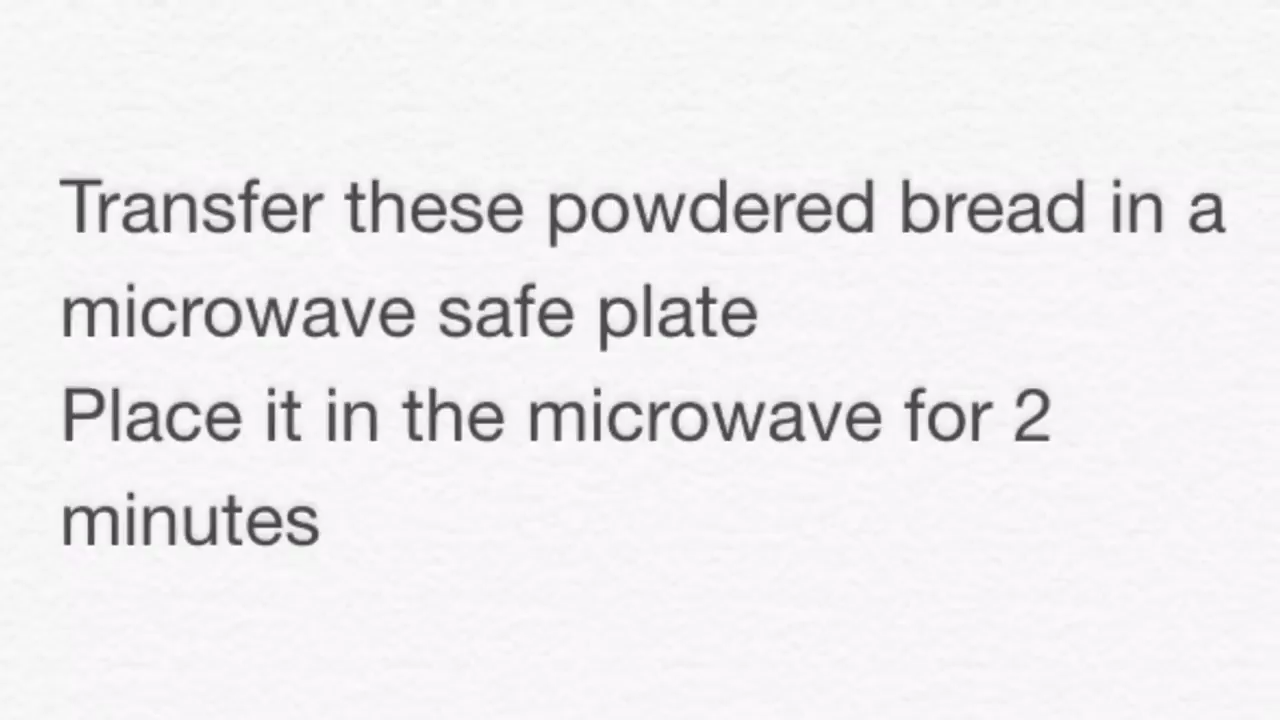 Transfer these powdered bread in a
microwave safe plate
Place it in the microwave for 2
minutes